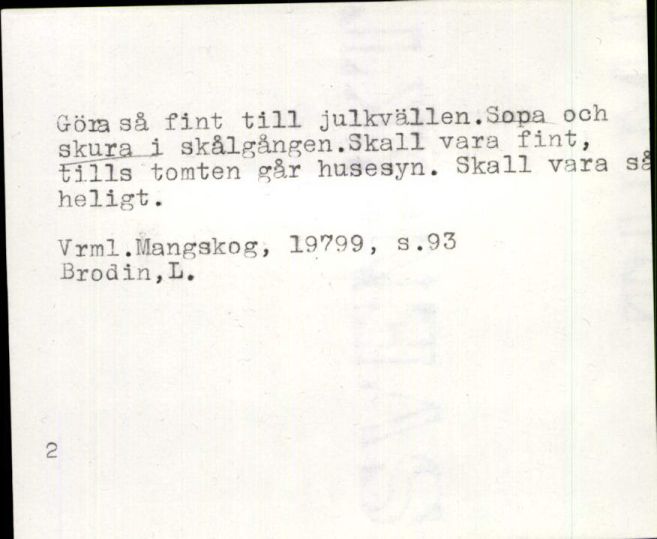 Göra så fint till julkvällen.Sopa och
skura i skålgången.Skall vara fint,
tills tomten går husesyn. Skall vara så
heligt.
Vrml.Mangskog, 19799, s.93
Brodin,L.
2